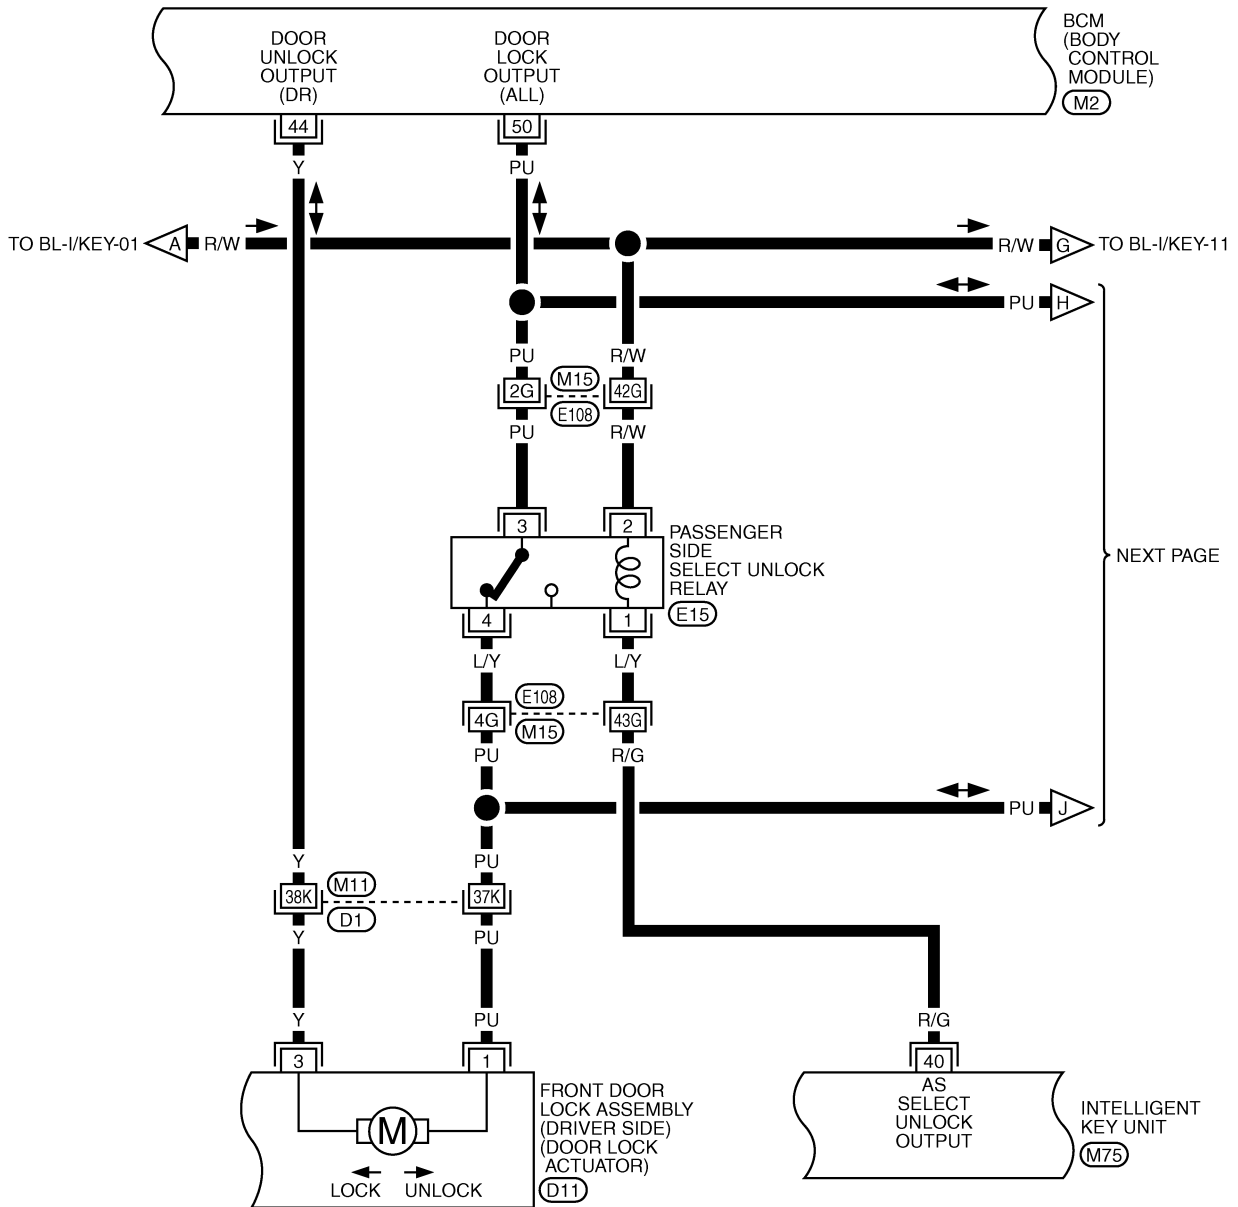 BCM
(BODY
CONTROL
MODULE)
M2
DOOR
UNLOCK
OUTPUT
(DR)
DOOR
LOCK
OUTPUT
(ALL)
44
50
Y
PU
TO BL-I/KEY-01
A
R/W
R/W
G
TO BL-I/KEY-11
PU
H
PU
R/W
2G
M15
E108
42G
PU
R/W
3
2
PASSENGER
SIDE
SELECT UNLOCK
RELAY
E15
NEXT PAGE
4
1
L/Y
L/Y
4G
E108
M15
43G
PU
R/G
PU
J
Y
PU
38K
M11
D1
37K
Y
PU
Y
PU
R/G
3
1
40
M
LOCK
UNLOCK
FRONT DOOR
LOCK ASSEMBLY
(DRIVER SIDE)
(DOOR LOCK
ACTUATOR)
D11
AS
SELECT
UNLOCK
OUTPUT
INTELLIGENT
KEY UNIT
M75